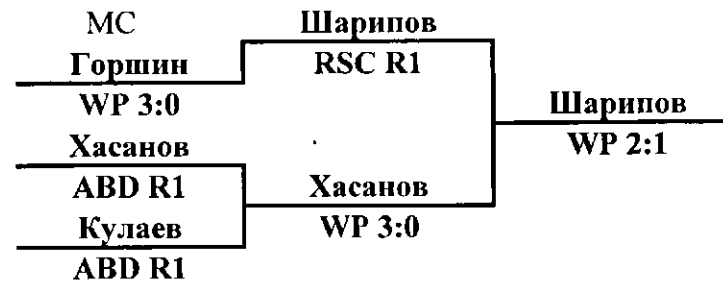 МС
Горшин
WP 3:0
Хасанов
ABD R1
Кулаев
ABD R1
Шарипов
RSC R1
Хасанов
WP 3:0
Шарипов
WP 2:1